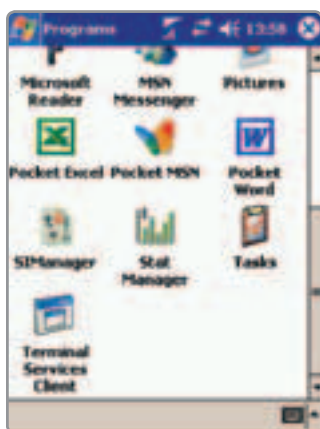 Programs 13:58
Microsoft Reader
MSN Messenger
Pictures
Pocket Excel
Pocket MSN
Pocket Word
SIManager
Stat Manager
Tasks
Terminal Services Client